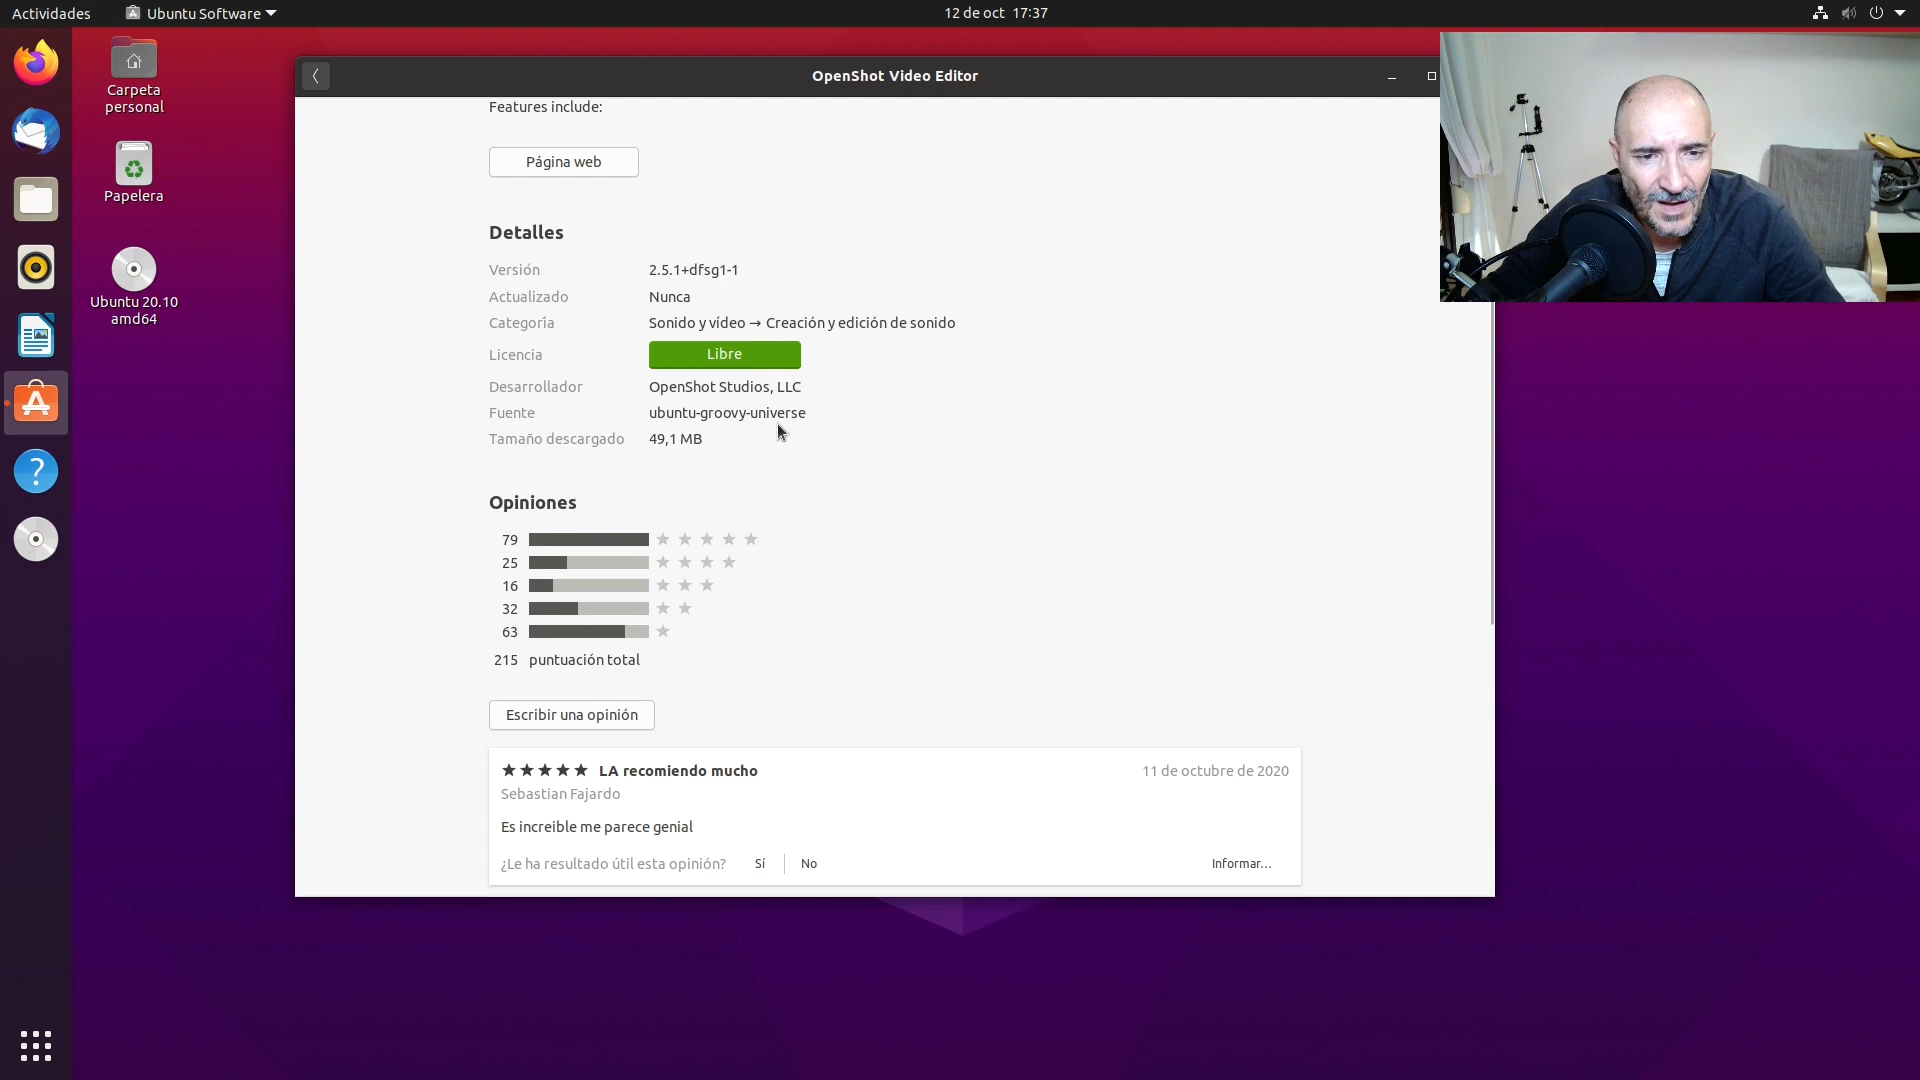 Actividades
Ubuntu Software
12 de oct 17:37
Carpeta
personal
Papelera
Ubuntu 20.10
amd64
OpenShot Video Editor
Features include:
Página web
Detalles
Versión 2.5.1+dfsg1-1
Actualizado Nunca
Categoría Sonido y vídeo → Creación y edición de sonido
Licencia Libre
Desarrollador OpenShot Studios, LLC
Fuente ubuntu-groovy-universe
Tamaño descargado 49,1 MB
Opiniones
79
25
16
32
63
215 puntuación total
Escribir una opinión
LA recomiendo mucho 11 de octubre de 2020
Sebastian Fajardo
Es increible me parece genial
¿Le ha resultado útil esta opinión? Sí No Informar...